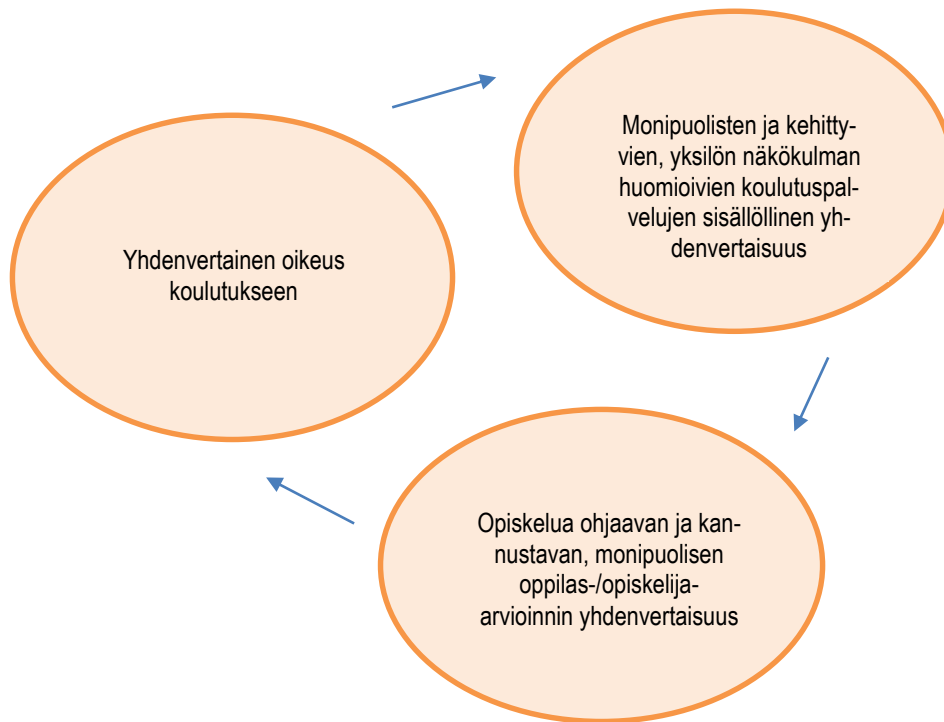 Yhdenvertainen oikeus
koulutukseen
Monipuolisten ja kehitty-
vien, yksilön näkökulman
huomioivien koulutuspal-
velujen sisällöllinen yh-
denvertaisuus
Opiskelua ohjaavan ja kan-
nustavan, monipuolisen
oppilas-/opiskelija-
arvioinnin yhdenvertaisuus